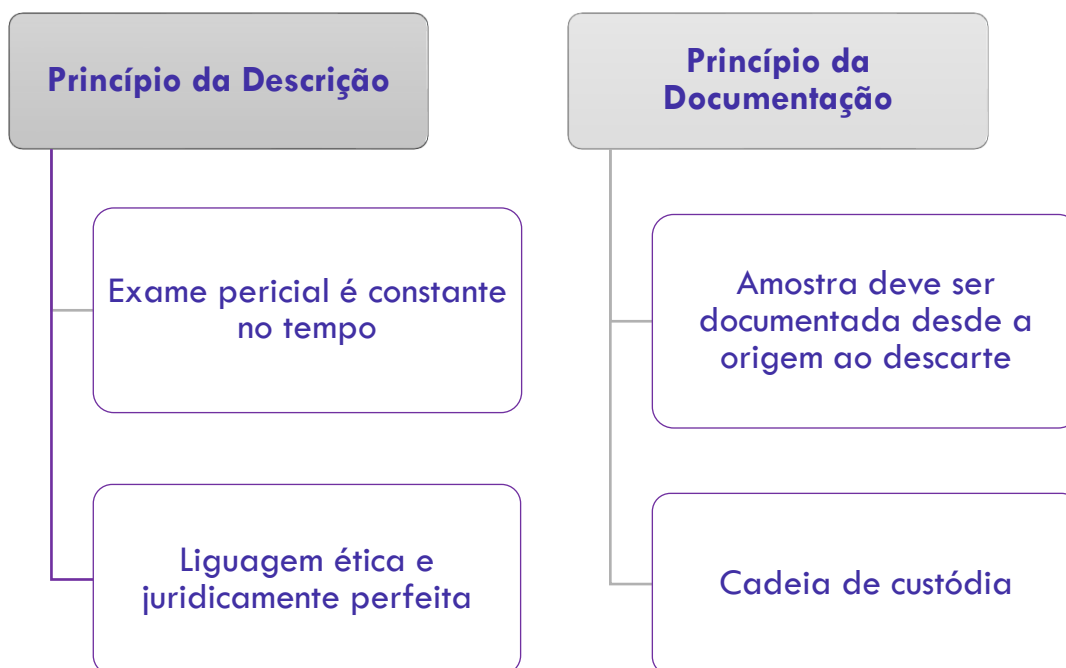 Princípio da Descrição
Exame pericial é constante
no tempo
Liguagem ética e
juridicamente perfeita
Princípio da
Documentação
Amostra deve ser
documentada desde a
origem ao descarte
Cadeia de custódia